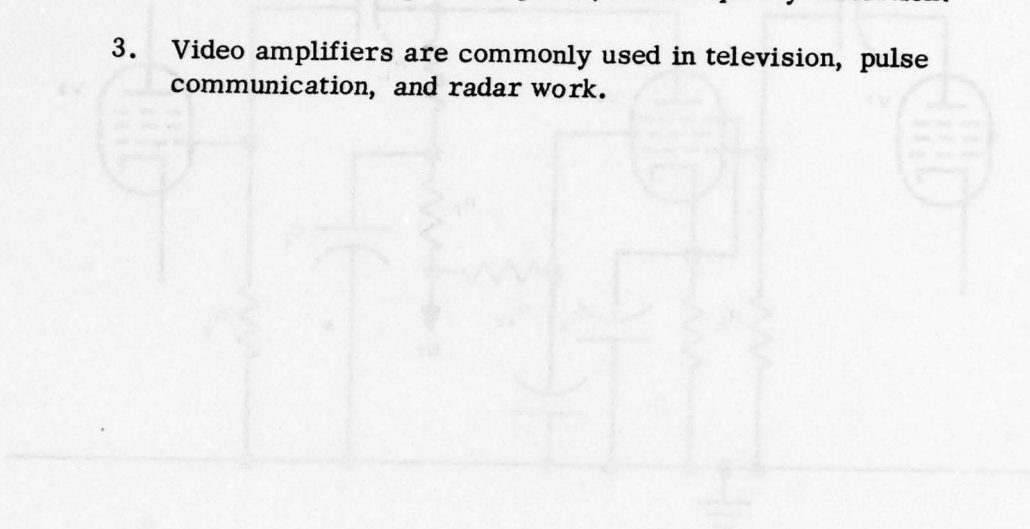 3. Video amplifiers are commonly used in television, pulse
communication, and radar work.